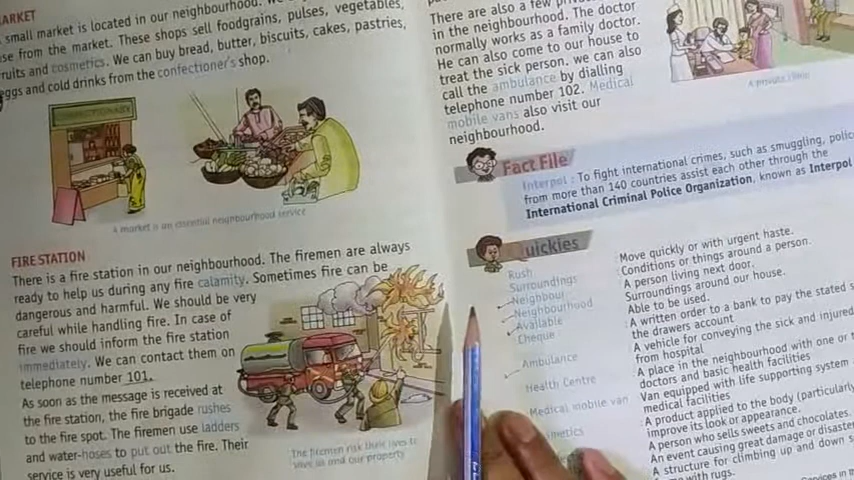 MARKET
small market is located in our neighbourhood.
from the market. These shops sell foodgrains, pulses, vegetables,
fruits and cosmetics. We can buy bread, butter, biscuits, cakes, pastries,
eggs and cold drinks from the confectioner's shop.
CONFECTIONARY
A market is an essential neighbourhood service
FIRE STATION
There is a fire station in our neighbourhood. The firemen are always
ready to help us during any fire calamity. Sometimes fire can be
dangerous and harmful. We should be very
careful while handling fire. In case of
fire we should inform the fire station
immediately. We can contact them on
telephone number 101.
As soon as the message is received at
the fire station, the fire brigade rushes
to the fire spot. The firemen use ladders
and water-hoses to put out the fire. Their
service is very useful for us.
The firemen risk their lives to
save us and our property
There are also a few
in the neighbourhood. The doctor
normally works as a family doctor.
He can also come to our house to
treat the sick person. we can also
call the ambulance by dialling
telephone number 102. Medical
mobile vans also visit our
neighbourhood.
A private clinic
Fact File
Interpol : To fight international crimes, such as smuggling,
from more than 140 countries assist each other through the
International Criminal Police Organization, known as Interpol
Quickies
Rush Move quickly or with urgent haste.
Surroundings Conditions or things around a person.
Neighbour A person living next door.
Neighbourhood Surroundings around our house.
Available Able to be used.
Cheque A written order to a bank to pay the stated
the drawers account
Ambulance A vehicle for conveying the sick and injured
from hospital
Health Centre A place in the neighbourhood with one or
doctors and basic health facilities
Medical mobile van Van equipped with life supporting system
medical facilities
A product applied to the body (particularly
improve its look or appearance.
A person who sells sweets and chocolates.
An event causing great damage or
A structure for climbing up and down
with rugs.
Services in